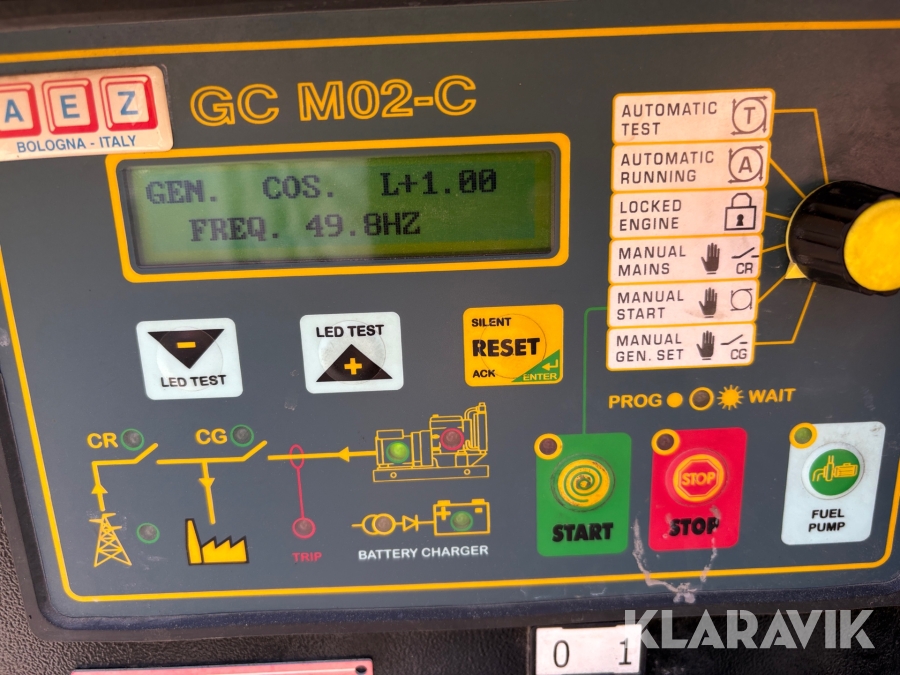 AEZ
BOLOGNA - ITALY
GC M02-C
GEN. COS. L+1.00
FREQ. 49.8HZ
AUTOMATIC
TEST
T
AUTOMATIC
RUNNING
A
LOCKED
ENGINE
MANUAL
MAINS
CR
MANUAL
START
MANUAL
GEN. SET
CG
-
LED TEST
LED TEST
+
SILENT
RESET
ACK
ENTER
PROG
WAIT
CR
CG
TRIP
BATTERY CHARGER
START
STOP
STOP
FUEL
PUMP
0 1
KLARAVIK